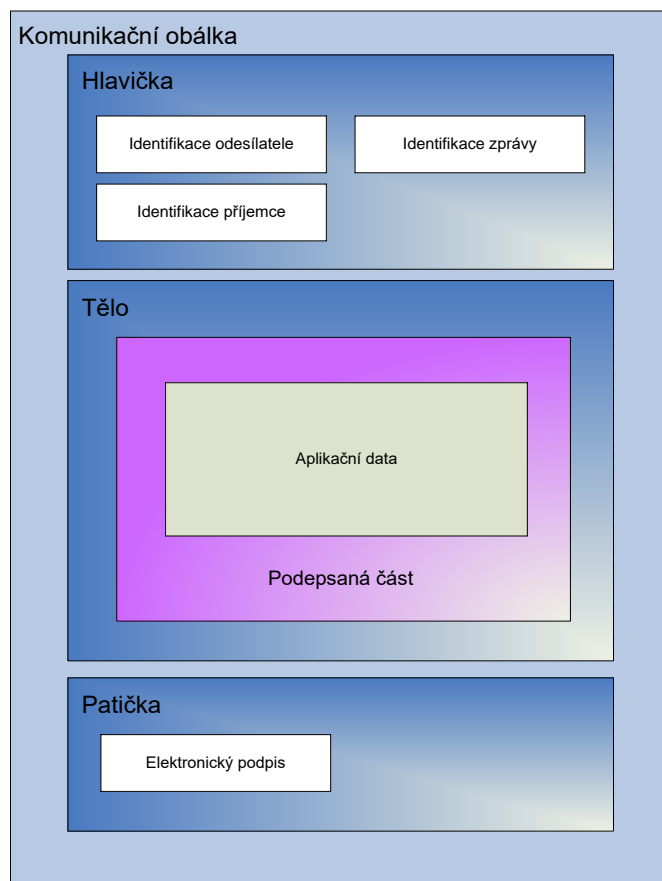 Komunikační obálka
Hlavička
Identifikace odesílatele
Identifikace zprávy
Identifikace příjemce
Tělo
Aplikační data
Podepsaná část
Patička
Elektronický podpis